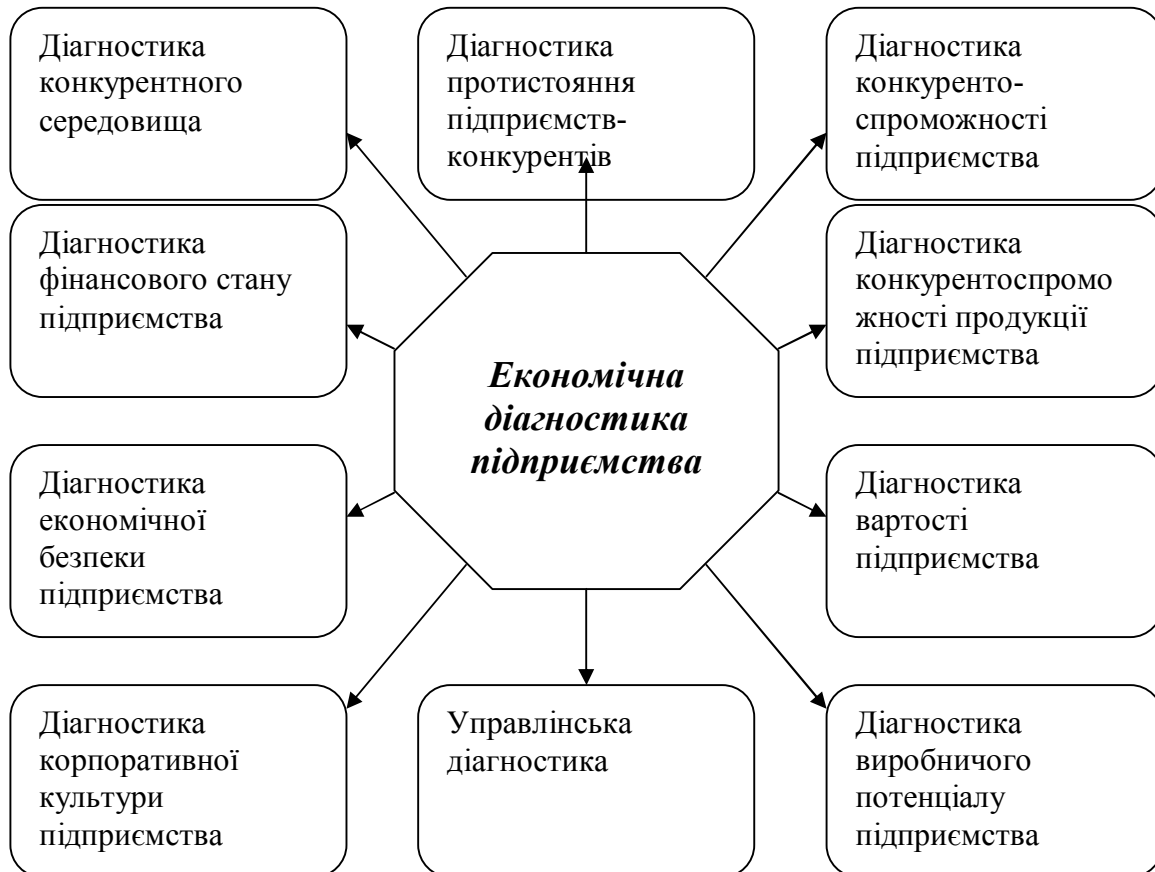 Діагностика
конкурентного
середовища
Діагностика
протистояння
підприємств-
конкурентів
Діагностика
конкуренто-
спроможності
підприємства
Діагностика
фінансового стану
підприємства
Діагностика
конкурентоспромо
жності продукції
підприємства
Економічна
діагностика
підприємства
Діагностика
економічної
безпеки
підприємства
Діагностика
вартості
підприємства
Діагностика
корпоративної
культури
підприємства
Управлінська
діагностика
Діагностика
виробничого
потенціалу
підприємства